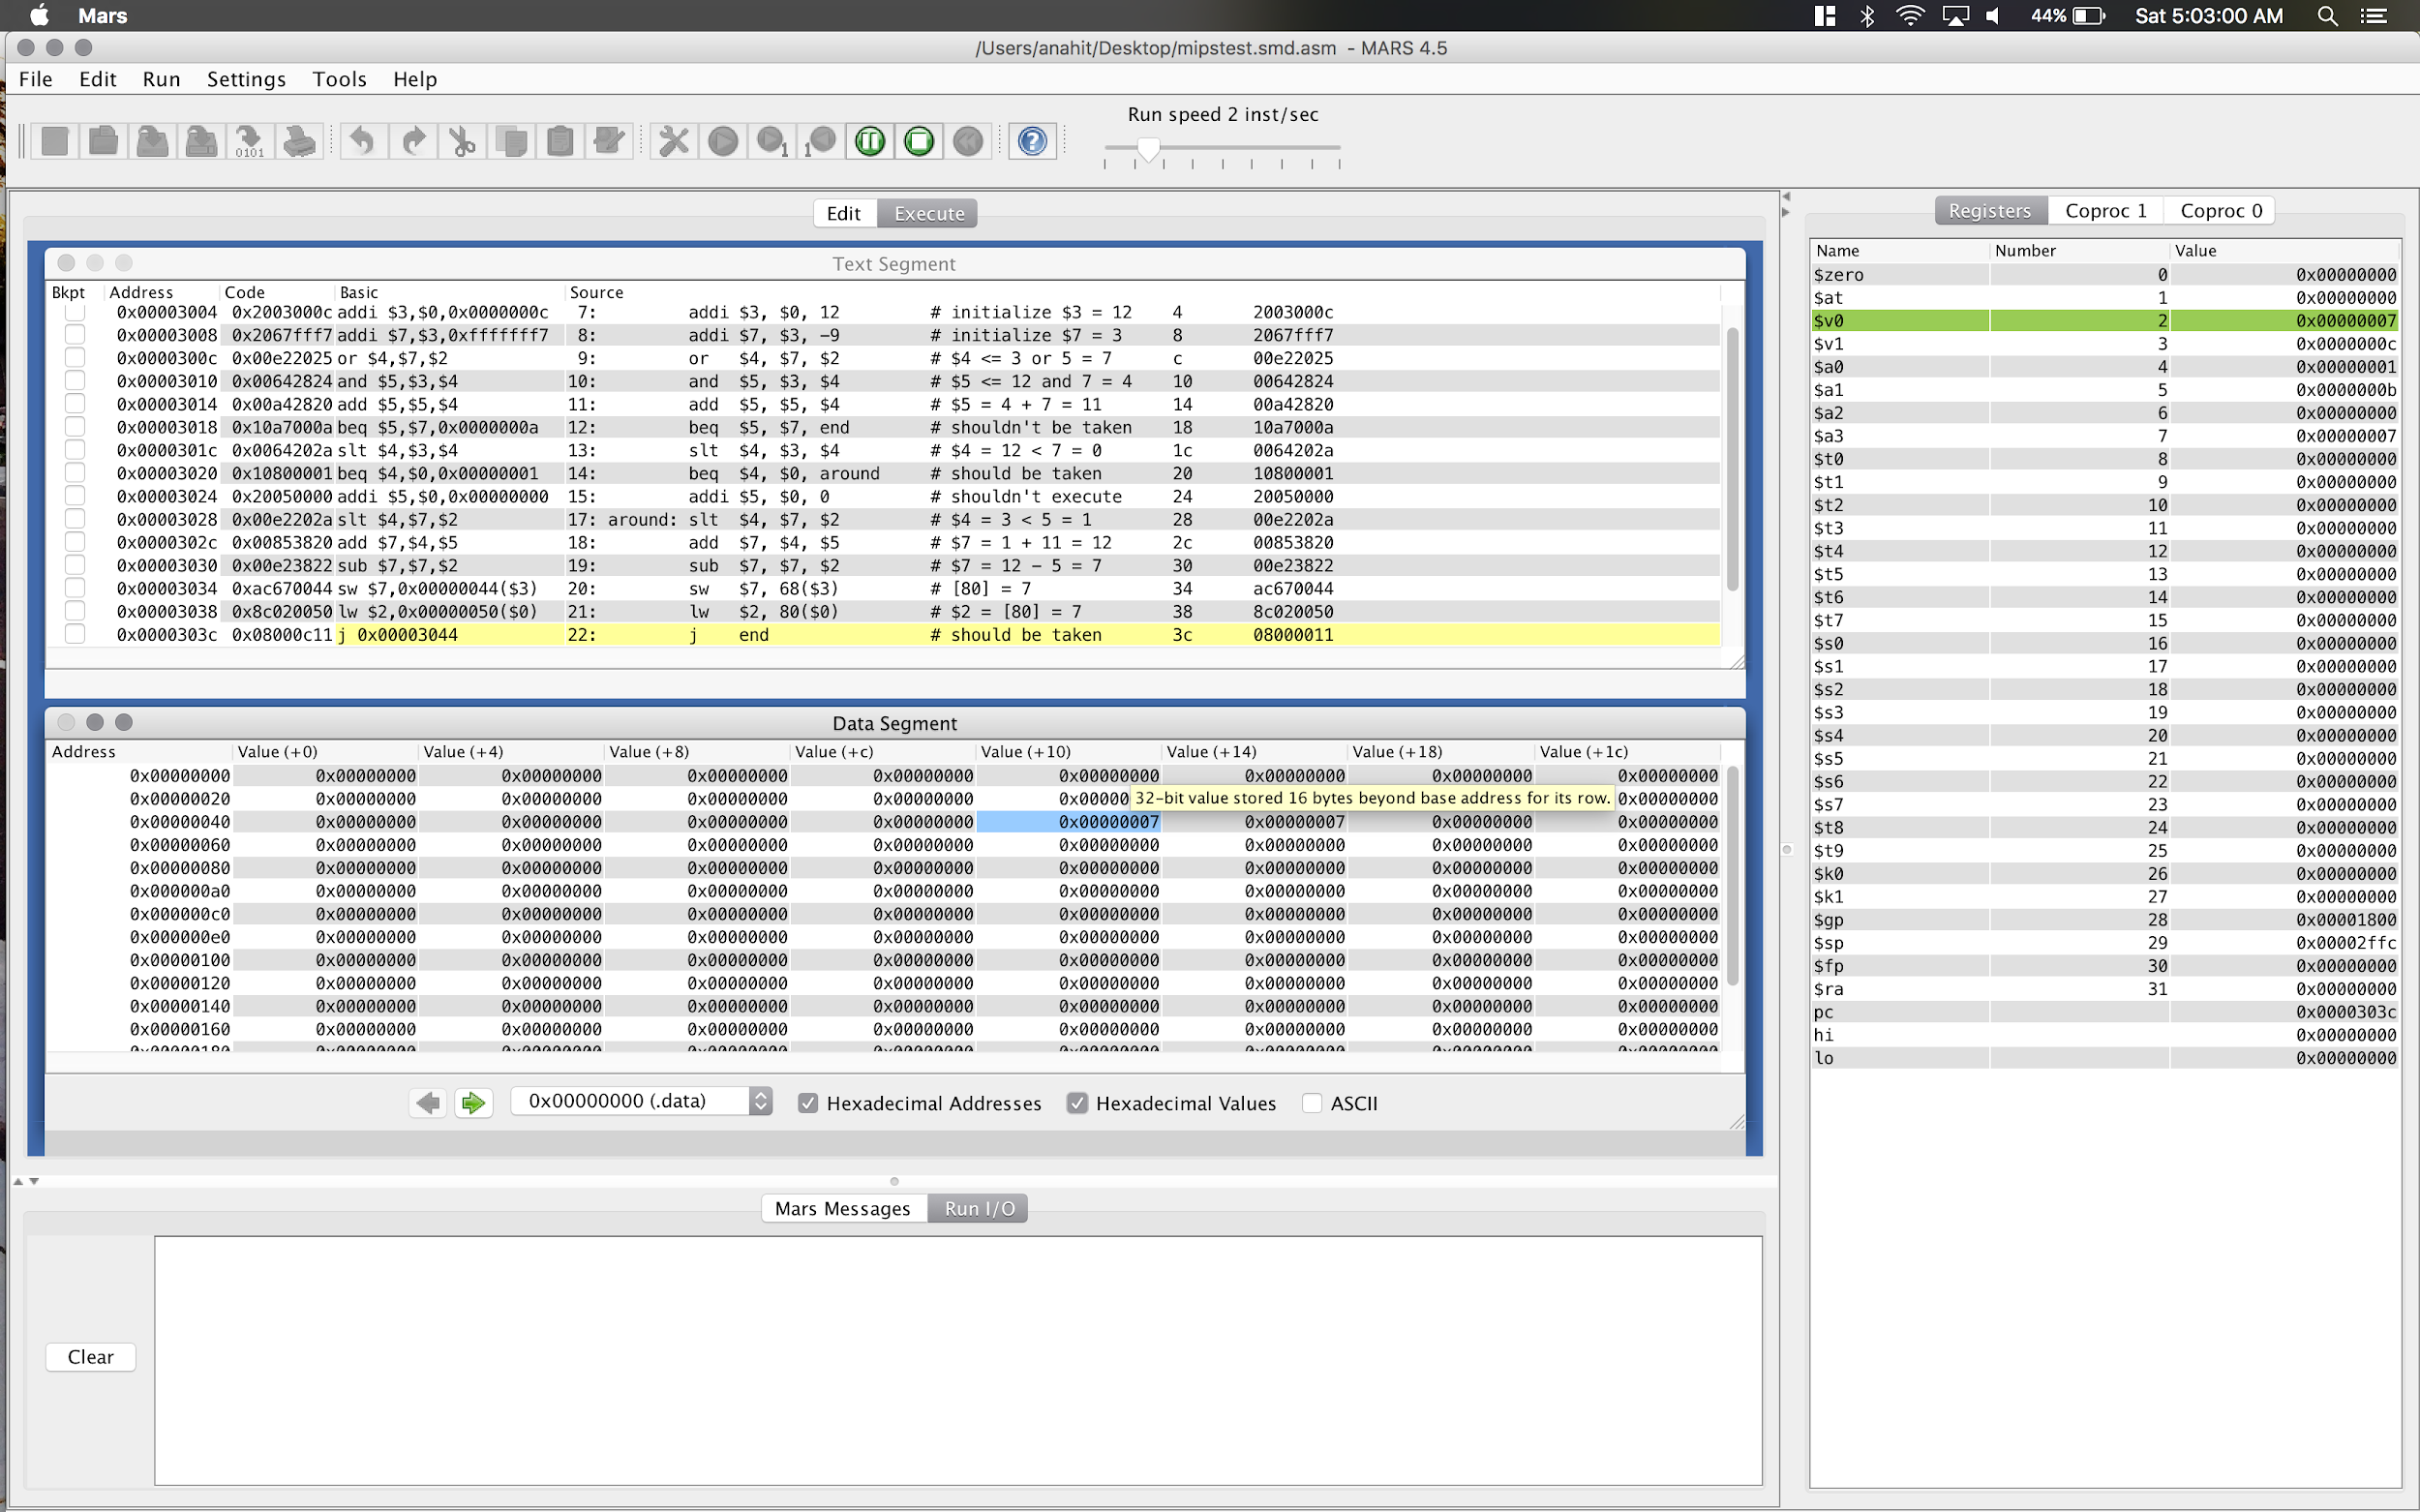 Mars 44% Sat 5:03:00 AM
/Users/anahit/Desktop/mipstest.smd.asm - MARS 4.5
File Edit Run Settings Tools Help
Run speed 2 inst/sec
0101 1 1
Edit Execute
Text Segment
Bkpt Address Code Basic Source
0x00003004 0x2003000c addi $3,$0,0x0000000c 7: addi $3, $0, 12 # initialize $3 = 12 4 2003000c
0x00003008 0x2067fff7 addi $7,$3,0xfffffff7 8: addi $7, $3, -9 # initialize $7 = 3 8 2067fff7
0x0000300c 0x00e22025 or $4,$7,$2 9: or $4, $7, $2 # $4 <= 3 or 5 = 7 c 00e22025
0x00003010 0x00642824 and $5,$3,$4 10: and $5, $3, $4 # $5 <= 12 and 7 = 4 10 00642824
0x00003014 0x00a42820 add $5,$5,$4 11: add $5, $5, $4 # $5 = 4 + 7 = 11 14 00a42820
0x00003018 0x10a7000a beq $5,$7,0x0000000a 12: beq $5, $7, end # shouldn't be taken 18 10a7000a
0x0000301c 0x0064202a slt $4,$3,$4 13: slt $4, $3, $4 # $4 = 12 < 7 = 0 1c 0064202a
0x00003020 0x10800001 beq $4,$0,0x00000001 14: beq $4, $0, around # should be taken 20 10800001
0x00003024 0x20050000 addi $5,$0,0x00000000 15: addi $5, $0, 0 # shouldn't execute 24 20050000
0x00003028 0x00e2202a slt $4,$7,$2 17: around: slt $4, $7, $2 # $4 = 3 < 5 = 1 28 00e2202a
0x0000302c 0x00853820 add $7,$4,$5 18: add $7, $4, $5 # $7 = 1 + 11 = 12 2c 00853820
0x00003030 0x00e23822 sub $7,$7,$2 19: sub $7, $7, $2 # $7 = 12 - 5 = 7 30 00e23822
0x00003034 0xac670044 sw $7,0x00000044($3) 20: sw $7, 68($3) # [80] = 7 34 ac670044
0x00003038 0x8c020050 lw $2,0x00000050($0) 21: lw $2, 80($0) # $2 = [80] = 7 38 8c020050
0x0000303c 0x08000c11 j 0x00003044 22: j end # should be taken 3c 08000011
Data Segment
Address Value (+0) Value (+4) Value (+8) Value (+c) Value (+10) Value (+14) Value (+18) Value (+1c)
0x00000000 0x00000000 0x00000000 0x00000000 0x00000000 0x00000000 0x00000000 0x00000000 0x00000000
0x00000020 0x00000000 0x00000000 0x00000000 0x00000000 0x0000 32-bit value stored 16 bytes beyond base address for its row. 0x00000000
0x00000040 0x00000000 0x00000000 0x00000000 0x00000000 0x00000007 0x00000007 0x00000000 0x00000000
0x00000060 0x00000000 0x00000000 0x00000000 0x00000000 0x00000000 0x00000000 0x00000000 0x00000000
0x00000080 0x00000000 0x00000000 0x00000000 0x00000000 0x00000000 0x00000000 0x00000000 0x00000000
0x000000a0 0x00000000 0x00000000 0x00000000 0x00000000 0x00000000 0x00000000 0x00000000 0x00000000
0x000000c0 0x00000000 0x00000000 0x00000000 0x00000000 0x00000000 0x00000000 0x00000000 0x00000000
0x000000e0 0x00000000 0x00000000 0x00000000 0x00000000 0x00000000 0x00000000 0x00000000 0x00000000
0x00000100 0x00000000 0x00000000 0x00000000 0x00000000 0x00000000 0x00000000 0x00000000 0x00000000
0x00000120 0x00000000 0x00000000 0x00000000 0x00000000 0x00000000 0x00000000 0x00000000 0x00000000
0x00000140 0x00000000 0x00000000 0x00000000 0x00000000 0x00000000 0x00000000 0x00000000 0x00000000
0x00000160 0x00000000 0x00000000 0x00000000 0x00000000 0x00000000 0x00000000 0x00000000 0x00000000
0x00000000 (.data) Hexadecimal Addresses Hexadecimal Values ASCII
Mars Messages Run I/O
Clear
Registers Coproc 1 Coproc 0
Name Number Value
$zero 0 0x00000000
$at 1 0x00000000
$v0 2 0x00000007
$v1 3 0x0000000c
$a0 4 0x00000001
$a1 5 0x0000000b
$a2 6 0x00000000
$a3 7 0x00000007
$t0 8 0x00000000
$t1 9 0x00000000
$t2 10 0x00000000
$t3 11 0x00000000
$t4 12 0x00000000
$t5 13 0x00000000
$t6 14 0x00000000
$t7 15 0x00000000
$s0 16 0x00000000
$s1 17 0x00000000
$s2 18 0x00000000
$s3 19 0x00000000
$s4 20 0x00000000
$s5 21 0x00000000
$s6 22 0x00000000
$s7 23 0x00000000
$t8 24 0x00000000
$t9 25 0x00000000
$k0 26 0x00000000
$k1 27 0x00000000
$gp 28 0x00001800
$sp 29 0x00002ffc
$fp 30 0x00000000
$ra 31 0x00000000
pc 0x0000303c
hi 0x00000000
lo 0x00000000